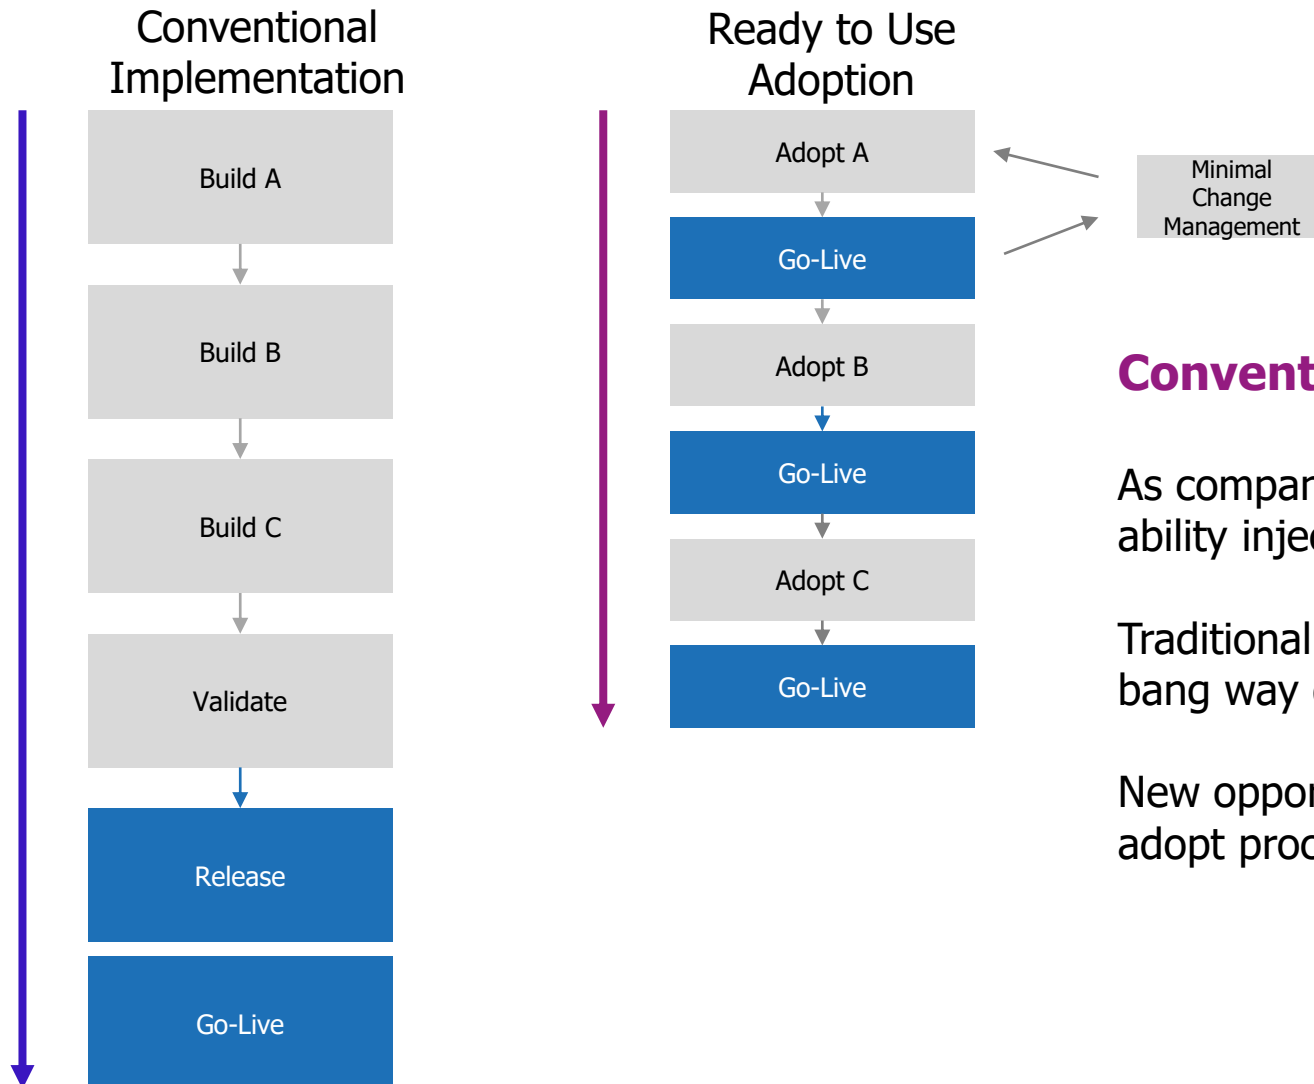 Conventional
Implementation
Build A
Build B
Build C
Validate
Release
Go-Live
Ready to Use
Adoption
Adopt A
Go-Live
Adopt B
Go-Live
Adopt C
Go-Live
Minimal
Change
Management
Convent
As compar
ability inje
Traditional
bang way
New oppor
adopt proc